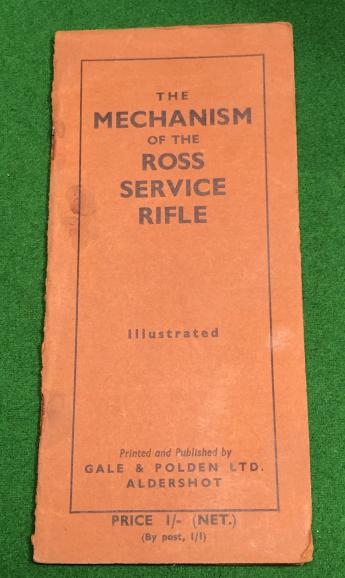 THE
MECHANISM
OF THE
ROSS
SERVICE
RIFLE
Illustrated
Printed and Published by
GALE & POLDEN LTD.
ALDERSHOT
PRICE 1/- (NET.)
(By post, 1/1)